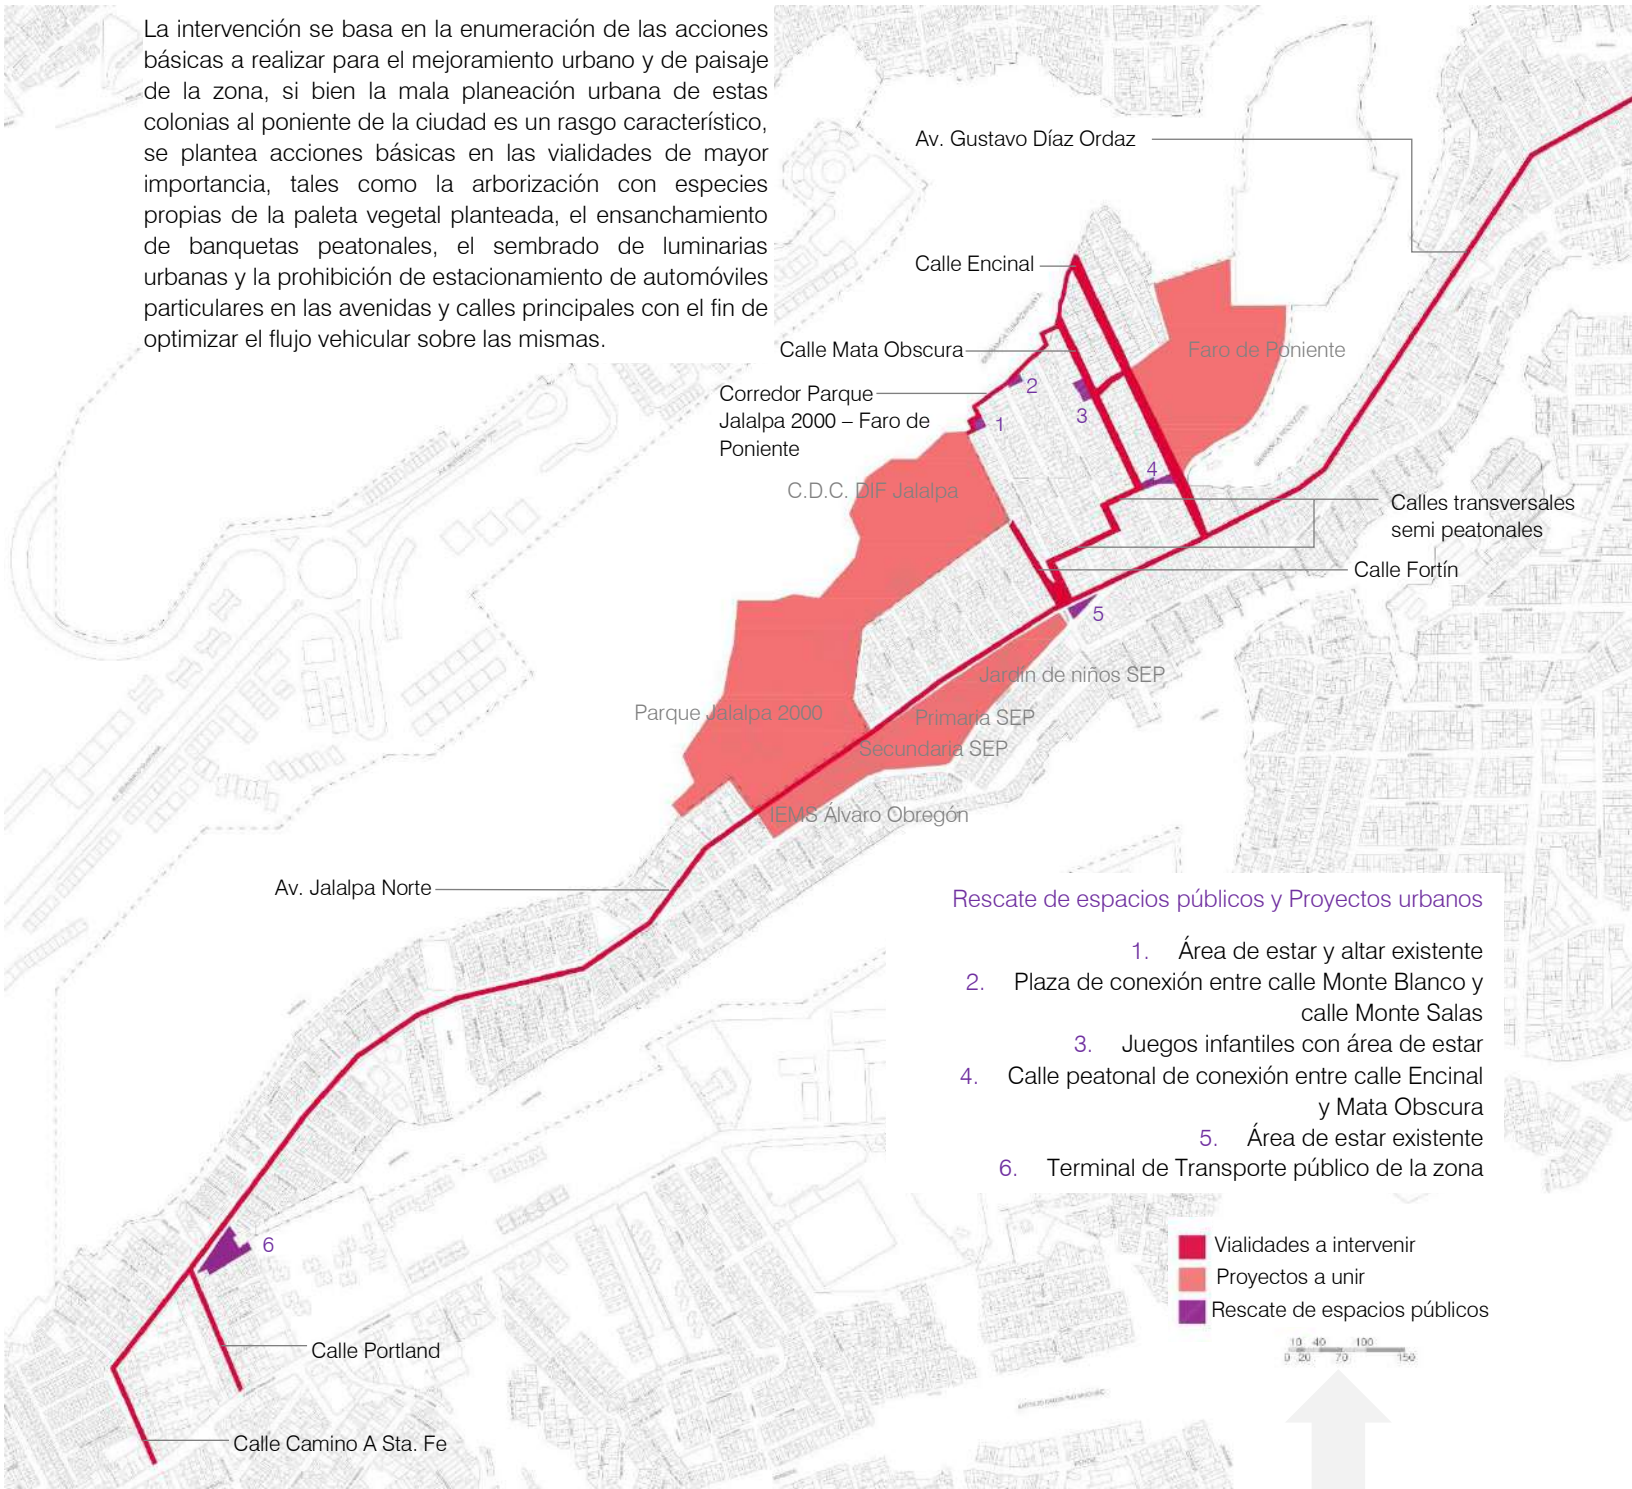 La intervención se basa en la enumeración de las acciones
básicas a realizar para el mejoramiento urbano y de paisaje
de la zona, si bien la mala planeación urbana de estas
colonias al poniente de la ciudad es un rasgo característico,
se plantea acciones básicas en las vialidades de mayor
importancia, tales como la arborización con especies
propias de la paleta vegetal planteada, el ensanchamiento
de banquetas peatonales, el sembrado de luminarias
urbanas y la prohibición de estacionamiento de automóviles
particulares en las avenidas y calles principales con el fin de
optimizar el flujo vehicular sobre las mismas.
Av. Gustavo Díaz Ordaz
Calle Encinal
Calle Mata Obscura
Faro de Poniente
Corredor Parque
Jalalpa 2000 – Faro de
Poniente
2
3
1
4
C.D.C. DIF Jalalpa
Calles transversales
semi peatonales
Calle Fortín
5
Jardín de niños SEP
Parque Jalalpa 2000
Primaria SEP
Secundaria SEP
IEMS Álvaro Obregón
Av. Jalalpa Norte
Rescate de espacios públicos y Proyectos urbanos
1. Área de estar y altar existente
2. Plaza de conexión entre calle Monte Blanco y
calle Monte Salas
3. Juegos infantiles con área de estar
4. Calle peatonal de conexión entre calle Encinal
y Mata Obscura
5. Área de estar existente
6. Terminal de Transporte público de la zona
6
Vialidades a intervenir
Proyectos a unir
Rescate de espacios públicos
10 40 100
0 20 70 150
Calle Portland
Calle Camino A Sta. Fe